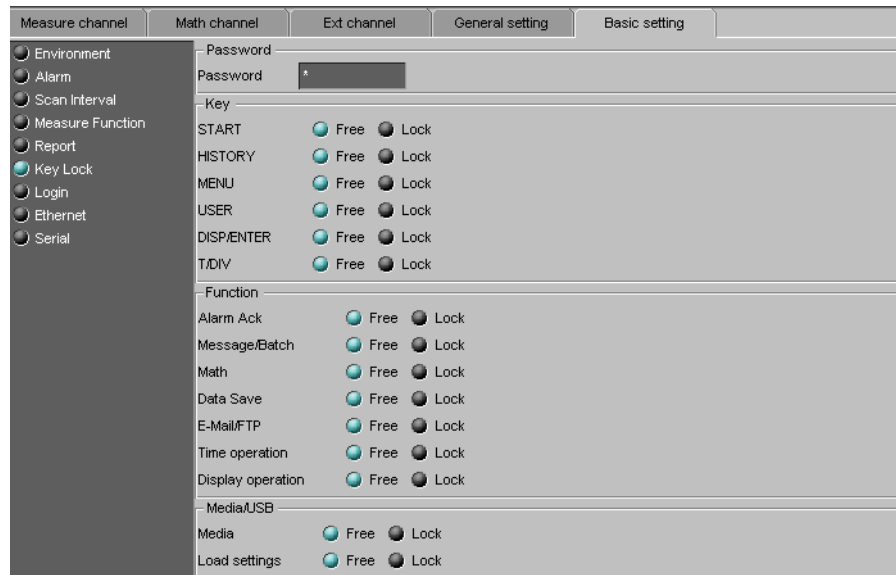 Measure channel Math channel Ext channel General setting Basic setting
Environment
Alarm
Scan Interval
Measure Function
Report
Key Lock
Login
Ethernet
Serial
Password
Password *
Key
START Free Lock
HISTORY Free Lock
MENU Free Lock
USER Free Lock
DISP/ENTER Free Lock
T/DIV Free Lock
Function
Alarm Ack Free Lock
Message/Batch Free Lock
Math Free Lock
Data Save Free Lock
E-Mail/FTP Free Lock
Time operation Free Lock
Display operation Free Lock
Media/USB
Media Free Lock
Load settings Free Lock